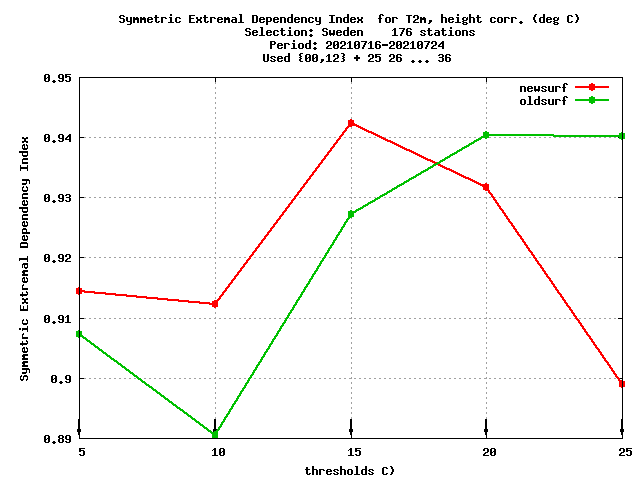 Symmetric Extremal Dependency Index  for T2m, height corr. (deg C)
Selection: Sweden    176 stations
Period: 20210716-20210724
Used {00,12} + 25 26 ... 36
newsurf
oldsurf
0.95
0.94
0.93
0.92
0.91
0.9
0.89
Symmetric Extremal Dependency Index
5 10 15 20 25
thresholds C)